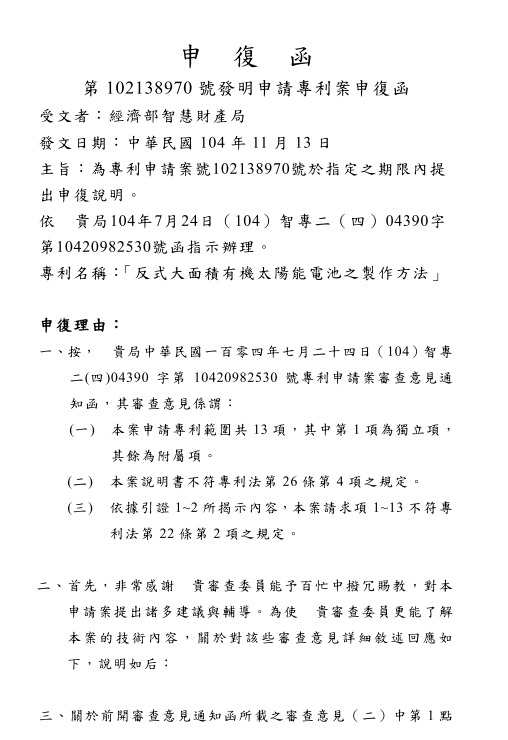 申 復 函
第 102138970 號發明申請專利案申復函
受文者：經濟部智慧財產局
發文日期：中華民國 104 年 11 月 13 日
主旨：為專利申請案號102138970號於指定之期限內提
出申復說明。
依　貴局104年7月24日（104）智專二（四）04390字
第10420982530號函指示辦理。
專利名稱：「反式大面積有機太陽能電池之製作方法」
申復理由：
一、按，　貴局中華民國一百零四年七月二十四日（104）智專
二(四)04390 字第 10420982530 號專利申請案審查意見通
知函，其審查意見係謂：
(一) 本案申請專利範圍共 13 項，其中第 1 項為獨立項，
其餘為附屬項。
(二) 本案說明書不符專利法第 26 條第 4 項之規定。
(三) 依據引證 1~2 所揭示內容，本案請求項 1~13 不符專
利法第 22 條第 2 項之規定。
二、首先，非常感謝　貴審查委員能予百忙中撥冗賜教，對本
申請案提出諸多建議與輔導。為使　貴審查委員更能了解
本案的技術內容，關於對該些審查意見詳細敘述回應如
下，說明如后：
三、關於前開審查意見通知函所載之審查意見（二）中第 1 點